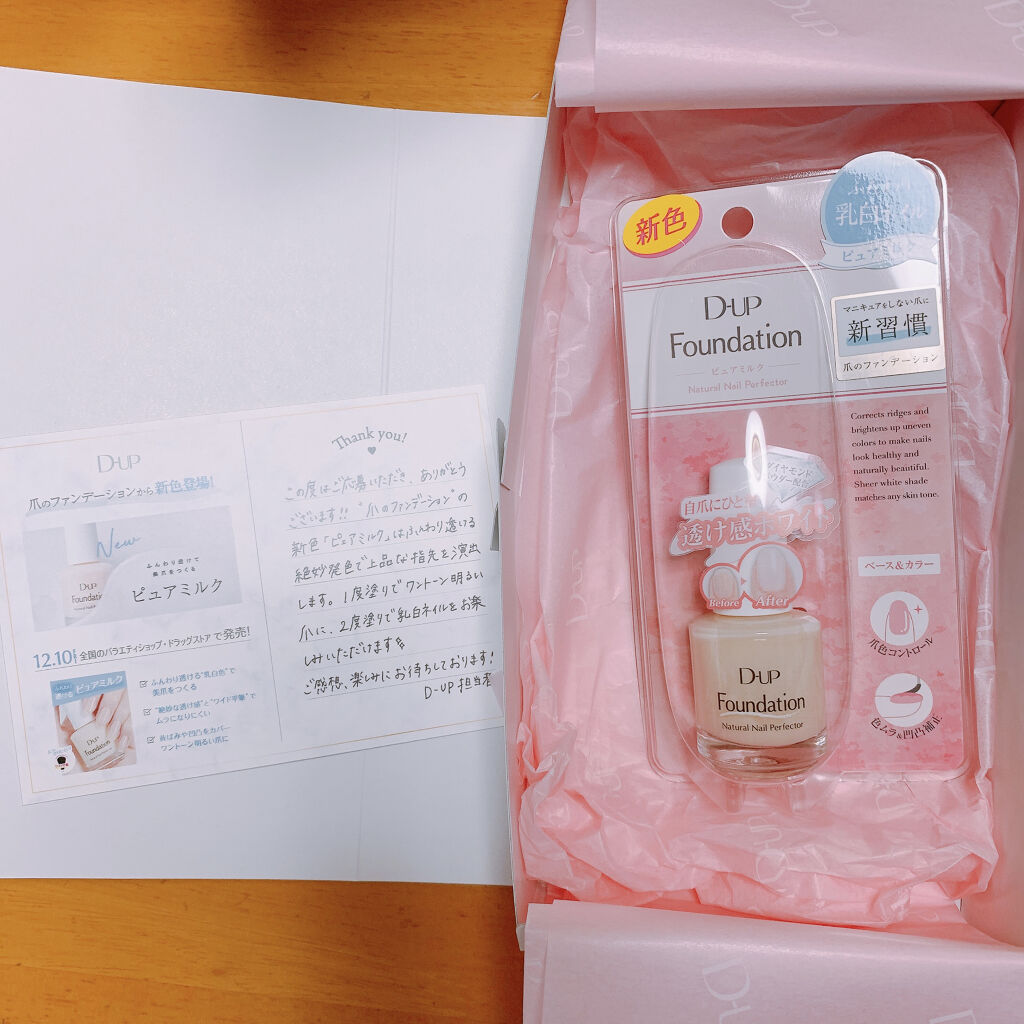 D-UP
爪のファンデーションから新色登場!
New
ふんわり透けて
美爪をつくる
ピュアミルク
D-UP
Foundation
12.10 全国のバラエティショップ・ドラッグストアで発売!
ピュアミルク
D-UP
Foundation
ふんわり透ける"乳白色"で
美爪をつくる
"絶妙な透け感"と"ワイド平筆"で
ムラになりにくい
黄ばみや凹凸をカバー
ワントーン明るい爪に
Thank you!
この度はご応募いただき、ありがとう
ございます!! "爪のファンデーション"の
新色「ピュアミルク」はふんわり透ける
絶妙発色で上品な指先を演出
します。1度塗りでワントーン明るい
爪に、2度塗りで乳白ネイルをお楽
しみいただけます
ご感想、楽しみにお待ちしております!
D-UP 担当者
新色
乳白ネイル
ピュアミルク
D-UP
Foundation
ピュアミルク
Natural Nail Perfector
マニキュアをしない爪に
新習慣
爪のファンデーション
Corrects ridges and
brightens up uneven
colors to make nails
look healthy and
naturally beautiful.
Sheer white shade
matches any skin tone.
ダイヤモンド
パウダー配合
自爪にひと
透け感ホワイト
Before
After
ベース&カラー
爪色コントロール
色ムラ&凹凸補正
D-UP
Foundation
Natural Nail Perfector
D-UP
D-UP